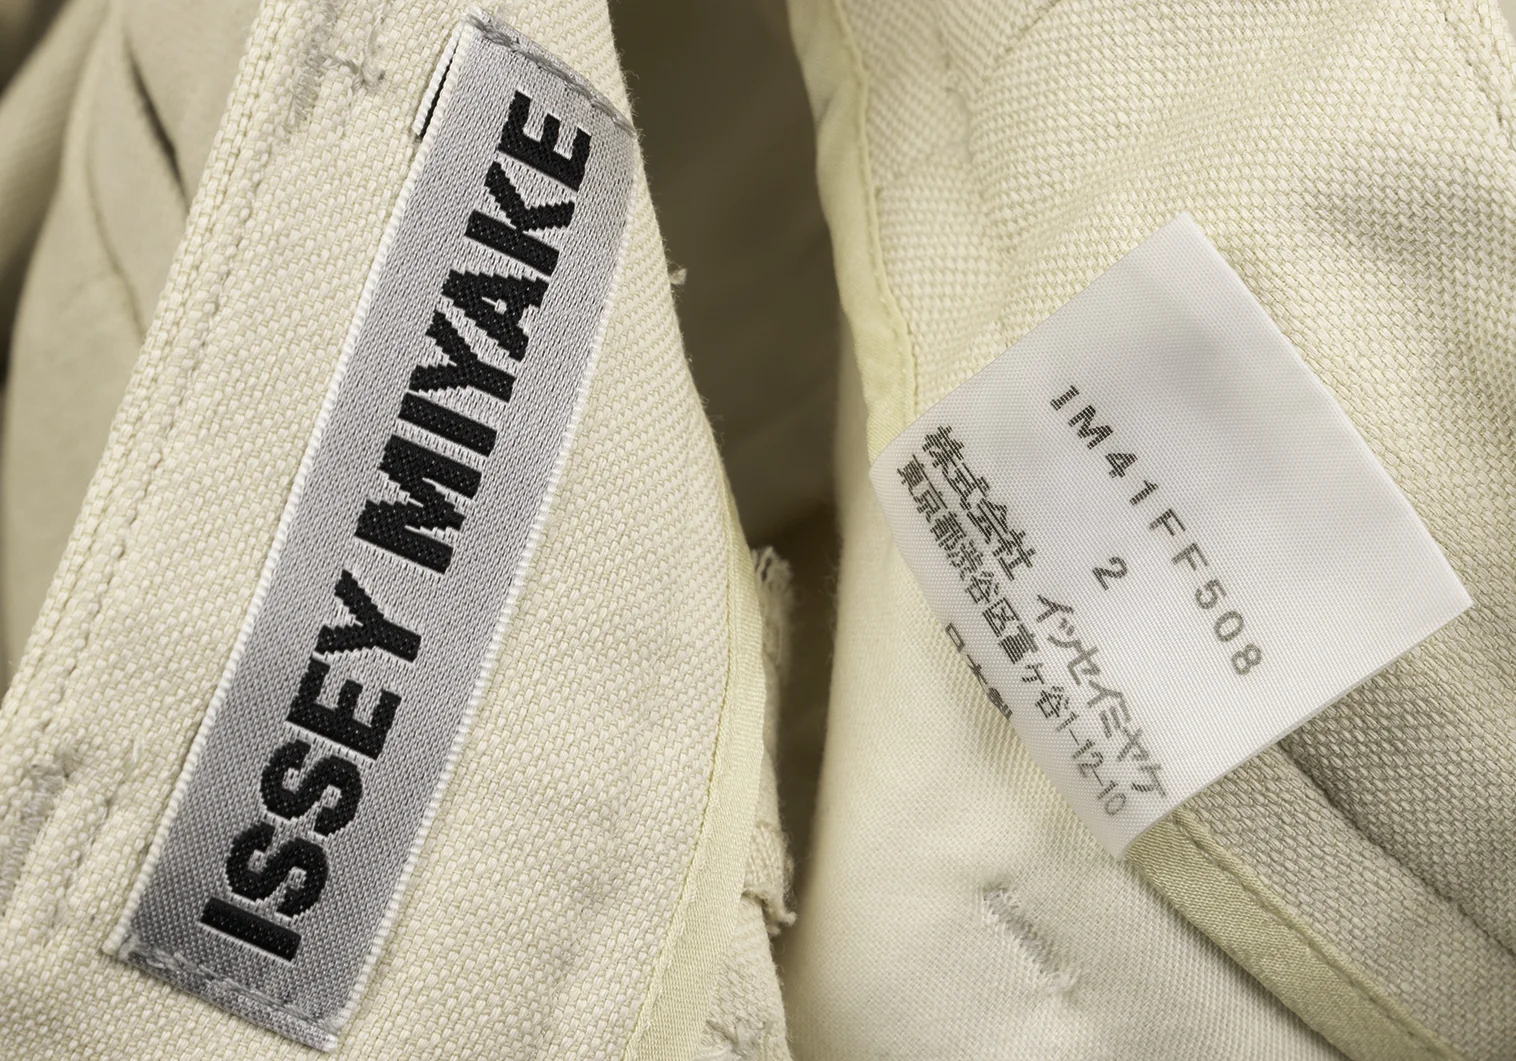 ISSEY MIYAKE
IM41FF508
2
株式会社 イッセイミヤケ
東京都渋谷区富ヶ谷1-12-10